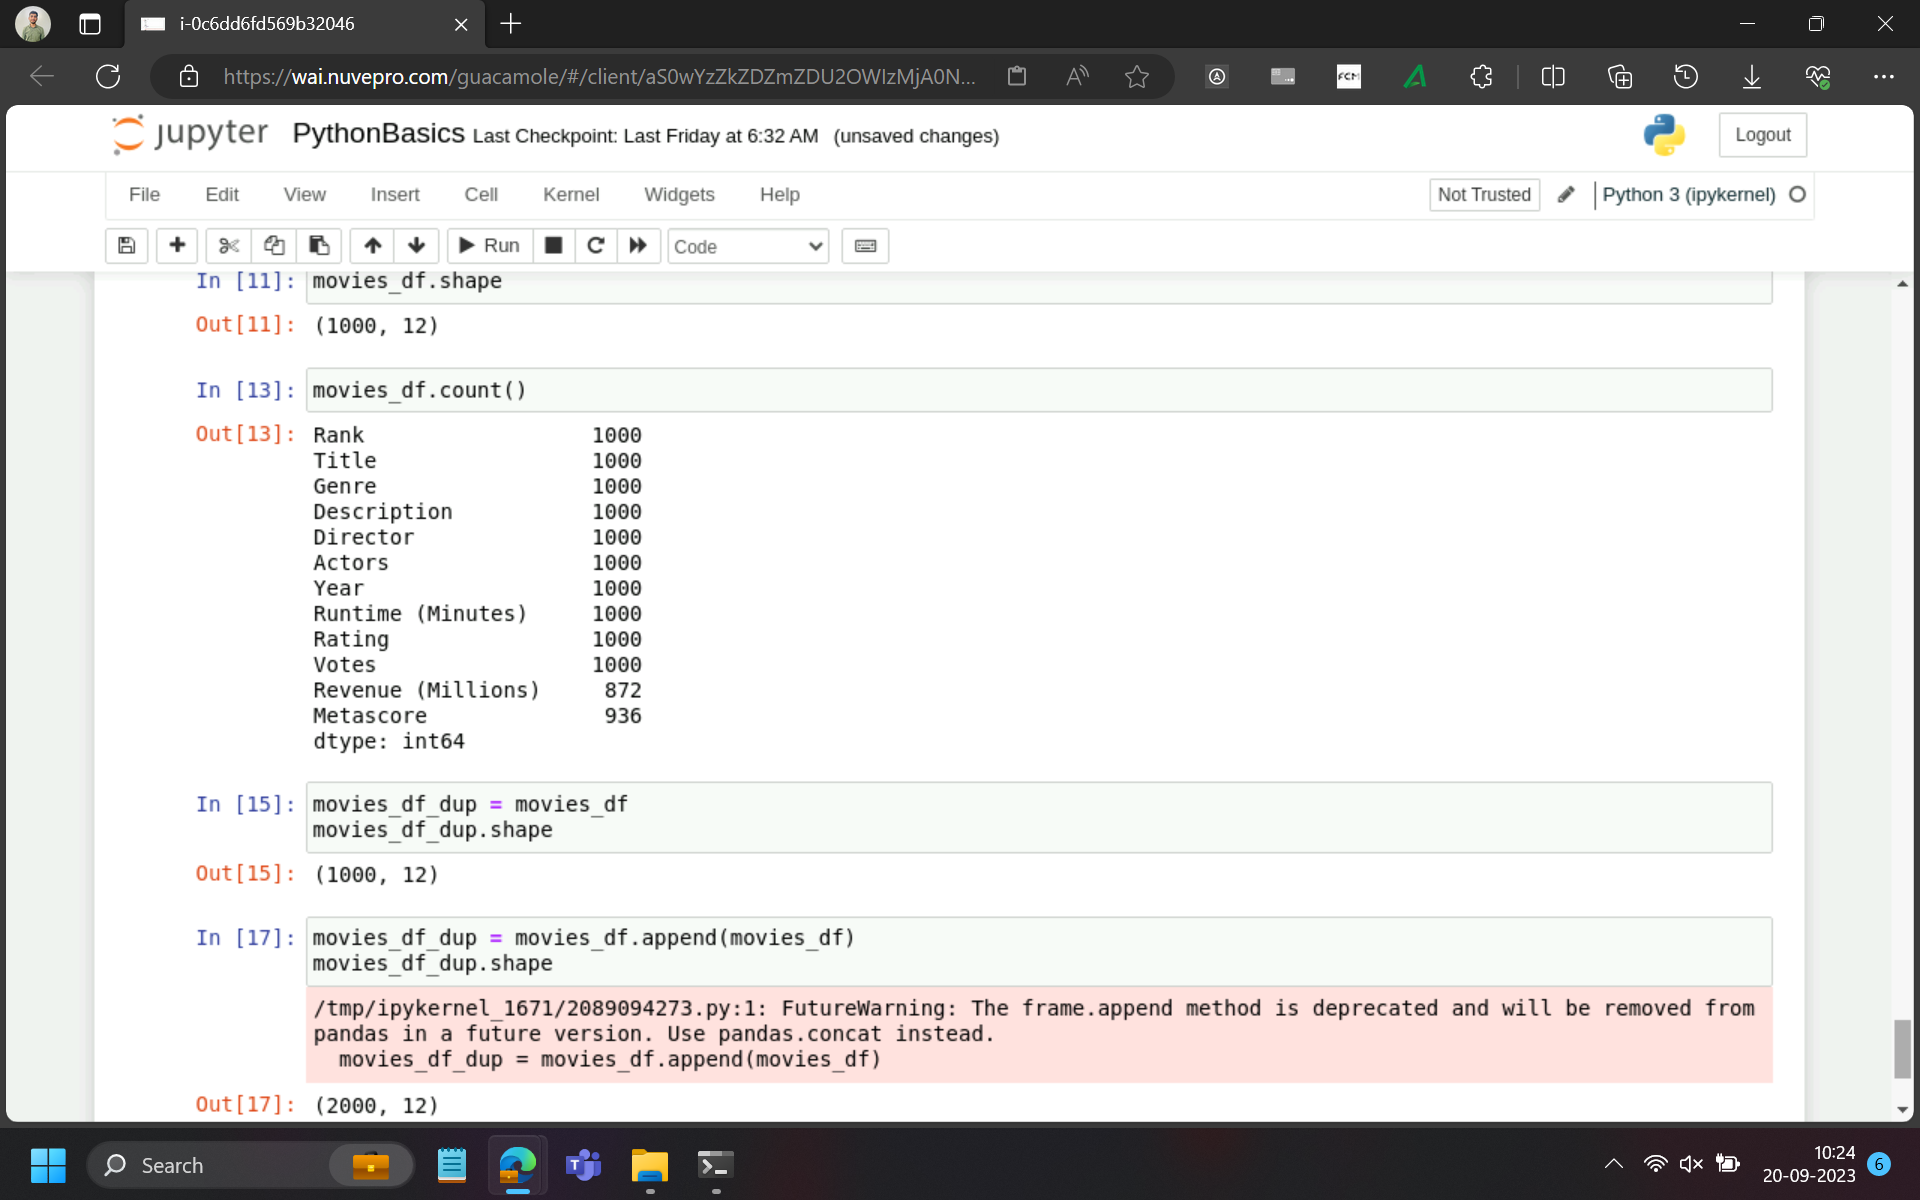 i-0c6dd6fd569b32046
https://wai.nuvepro.com/guacamole/#/client/aS0wYzZkZDZmZDU2OWIzMjA0N...
FCM
jupyter PythonBasics Last Checkpoint: Last Friday at 6:32 AM (unsaved changes)
Logout
File Edit View Insert Cell Kernel Widgets Help
Not Trusted Python 3 (ipykernel)
Run Code
In [11]: movies_df.shape
Out[11]: (1000, 12)
In [13]: movies_df.count()
Out[13]: Rank 1000
Title 1000
Genre 1000
Description 1000
Director 1000
Actors 1000
Year 1000
Runtime (Minutes) 1000
Rating 1000
Votes 1000
Revenue (Millions) 872
Metascore 936
dtype: int64
In [15]: movies_df_dup = movies_df
movies_df_dup.shape
Out[15]: (1000, 12)
In [17]: movies_df_dup = movies_df.append(movies_df)
movies_df_dup.shape
/tmp/ipykernel_1671/2089094273.py:1: FutureWarning: The frame.append method is deprecated and will be removed from
pandas in a future version. Use pandas.concat instead.
movies_df_dup = movies_df.append(movies_df)
Out[17]: (2000, 12)
Search
10:24
20-09-2023
6